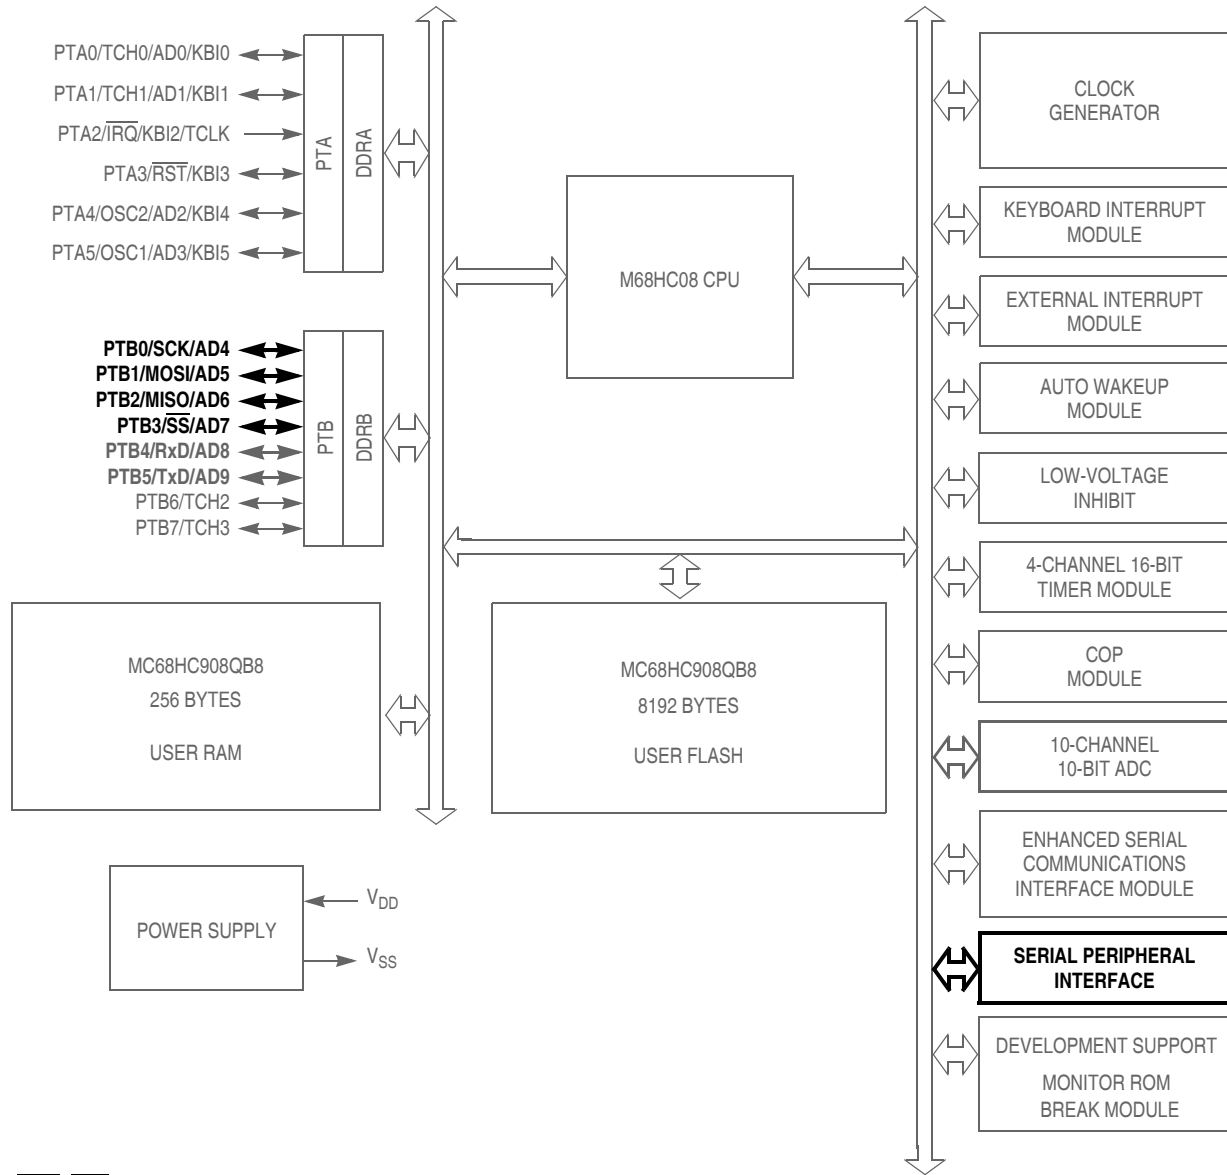 PTA0/TCH0/AD0/KBI0
PTA1/TCH1/AD1/KBI1
PTA2/IRQ/KBI2/TCLK
PTA3/RST/KBI3
PTA4/OSC2/AD2/KBI4
PTA5/OSC1/AD3/KBI5
PTA
DDRA
PTB0/SCK/AD4
PTB1/MOSI/AD5
PTB2/MISO/AD6
PTB3/SS/AD7
PTB4/RxD/AD8
PTB5/TxD/AD9
PTB6/TCH2
PTB7/TCH3
PTB
DDRB
M68HC08 CPU
MC68HC908QB8
256 BYTES
USER RAM
MC68HC908QB8
8192 BYTES
USER FLASH
POWER SUPPLY
VDD
VSS
CLOCK
GENERATOR
KEYBOARD INTERRUPT
MODULE
EXTERNAL INTERRUPT
MODULE
AUTO WAKEUP
MODULE
LOW-VOLTAGE
INHIBIT
4-CHANNEL 16-BIT
TIMER MODULE
COP
MODULE
10-CHANNEL
10-BIT ADC
ENHANCED SERIAL
COMMUNICATIONS
INTERFACE MODULE
SERIAL PERIPHERAL
INTERFACE
DEVELOPMENT SUPPORT
MONITOR ROM
BREAK MODULE